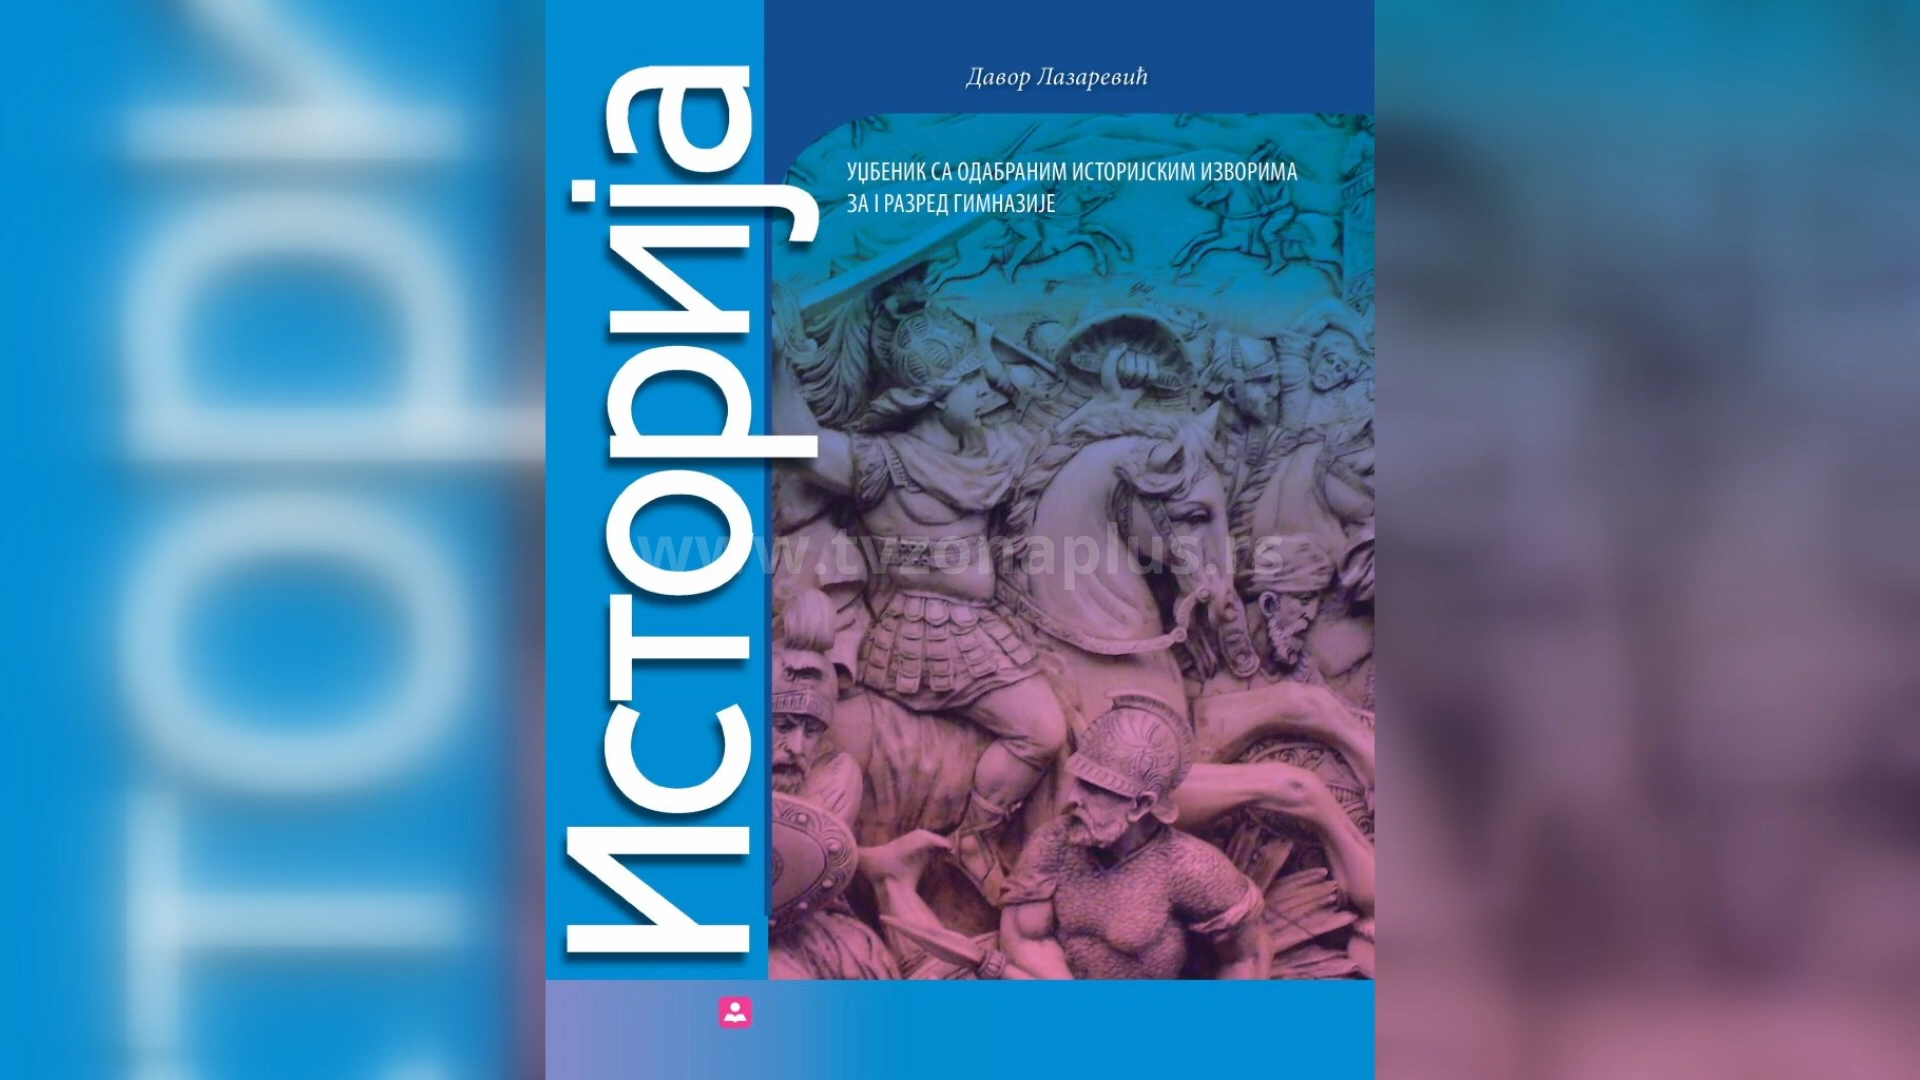 Давор Лазаревић
УЏБЕНИК СА ОДАБРАНИМ ИСТОРИЈСКИМ ИЗВОРИМА
ЗА I РАЗРЕД ГИМНАЗИЈЕ
Историја
www.tvzonaplus.rs